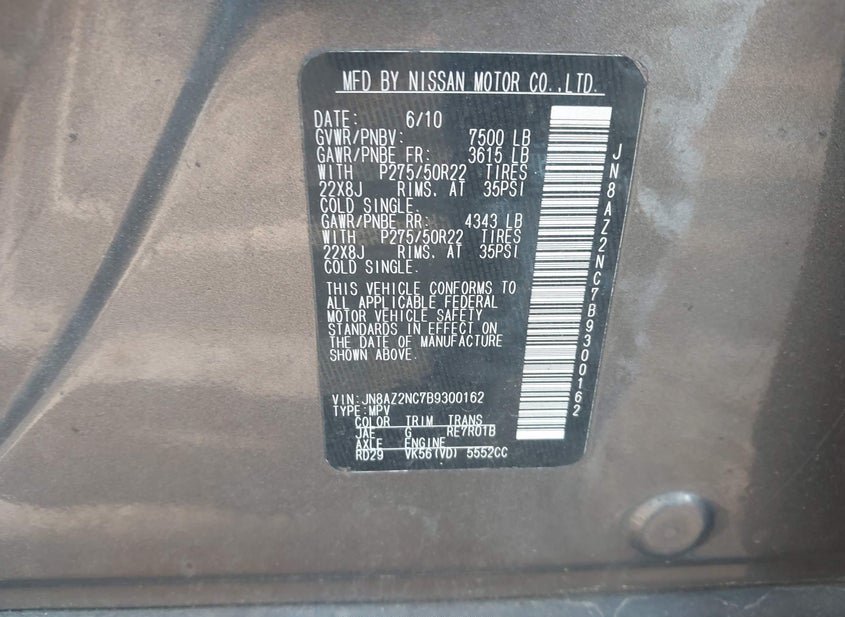 MFD BY NISSAN MOTOR CO.,LTD.
DATE: 6/10
GVWR/PNBV: 7500 LB
GAWR/PNBE FR: 3615 LB
WITH P275/50R22 TIRES
22X8J RIMS. AT 35PSI
COLD SINGLE.
GAWR/PNBE RR: 4343 LB
WITH P275/50R22 TIRES
22X8J RIMS. AT 35PSI
COLD SINGLE.
THIS VEHICLE CONFORMS TO
ALL APPLICABLE FEDERAL
MOTOR VEHICLE SAFETY
STANDARDS IN EFFECT ON
THE DATE OF MANUFACTURE
SHOWN ABOVE.
VIN:JN8AZ2NC7B9300162
TYPE:MPV
COLOR TRIM TRANS
JAE G RE7R01B
AXLE ENGINE
RD29 VK56(VD) 5552CC
JN8AZ2NC7B9300162